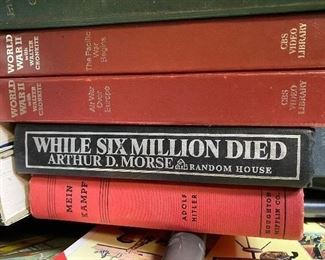 WORLD
WAR II
with
WALTER
CRONKITE
The Pacific
War
Begins
CBS
VIDEO
LIBRARY
WORLD
WAR II
with
WALTER
CRONKITE
Air War
Over
Europe
CBS
VIDEO
LIBRARY
WHILE SIX MILLION DIED
ARTHUR D. MORSE RANDOM HOUSE
MEIN
KAMPF
ADOLF
HITLER
HOUGHTON
MIFFLIN CO.